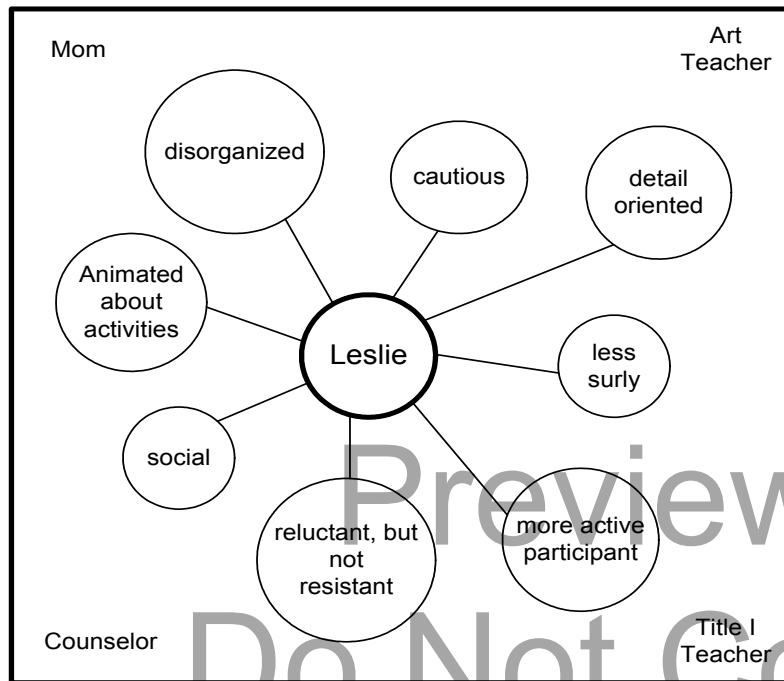 Mom
Art
Teacher
disorganized
cautious
detail
oriented
Animated
about
activities
Leslie
less
surly
social
Preview
reluctant, but
not
resistant
more active
participant
Counselor
Do Not Co
Title I
Teacher